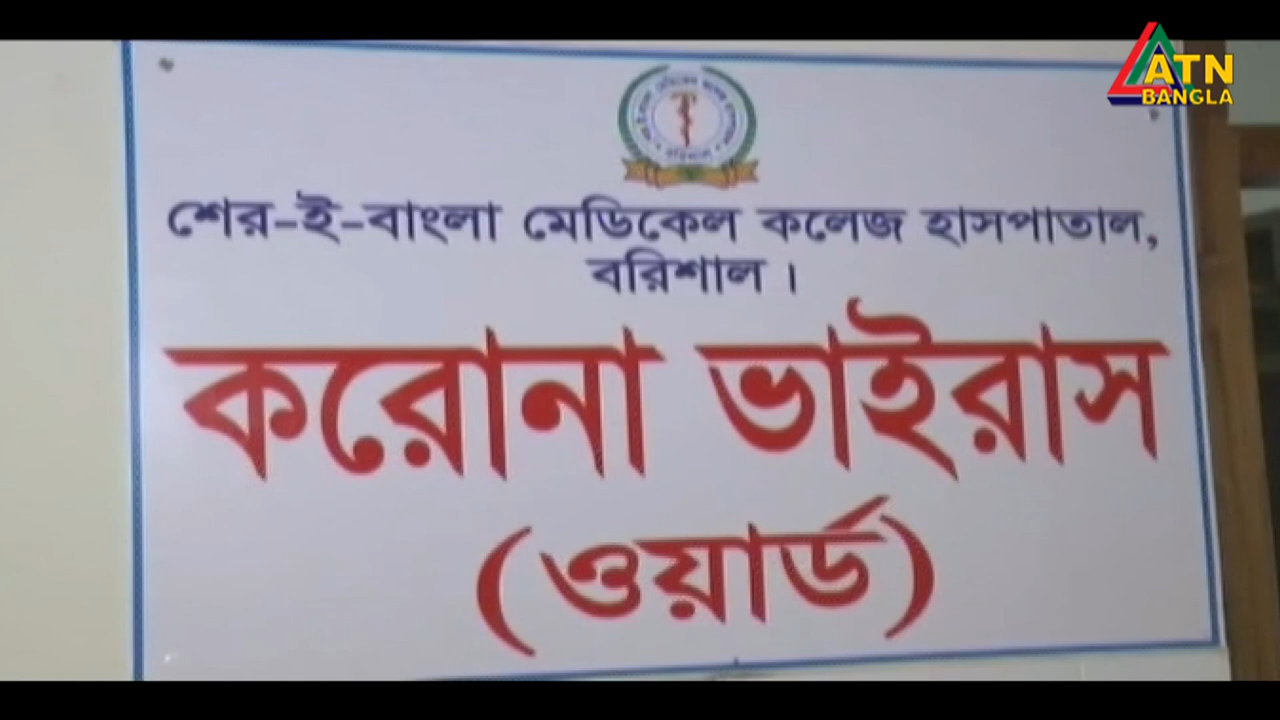 ATN
BANGLA
শের-ই-বাংলা মেডিকেল কলেজ হাসপাতাল,
বরিশাল ।
করোনা ভাইরাস
(ওয়ার্ড)